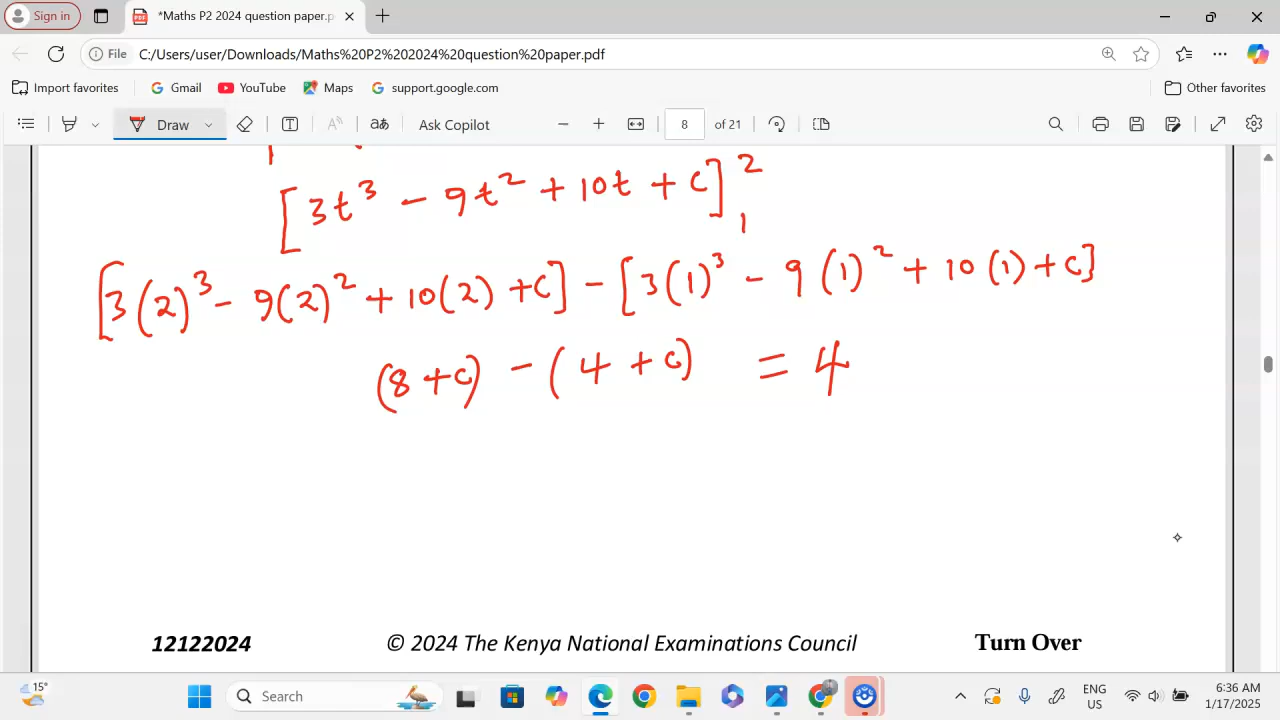 Sign in
*Maths P2 2024 question paper.p
File C:/Users/user/Downloads/Maths%20P2%202024%20question%20paper.pdf
Import favorites Gmail YouTube Maps support.google.com Other favorites
Draw Ask Copilot 8 of 21
[3t³ - 9t² + 10t + c]²₁
[3(2)³ - 9(2)² + 10(2) + c] - [3(1)³ - 9(1)² + 10(1) + c]
(8 + c) - (4 + c) = 4
12122024 © 2024 The Kenya National Examinations Council Turn Over
15° Search ENG US 6:36 AM 1/17/2025